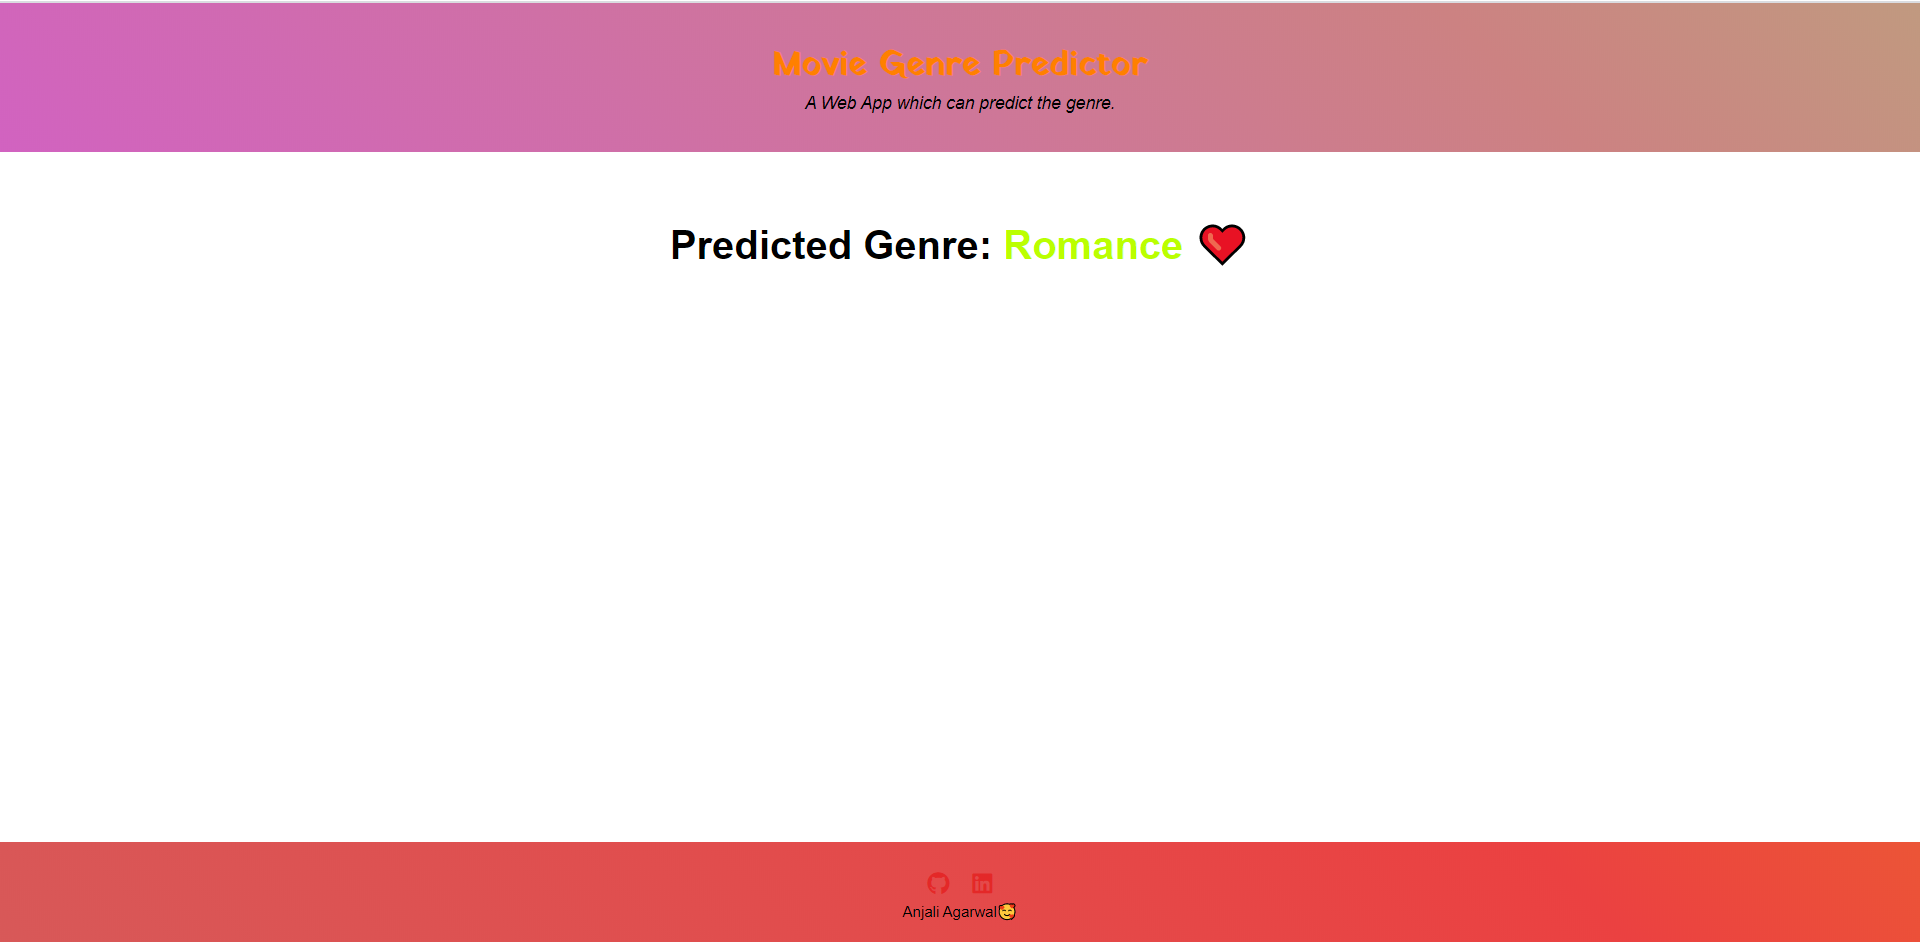 Movie Genre Predictor
A Web App which can predict the genre.
Predicted Genre: Romance
Anjali Agarwal